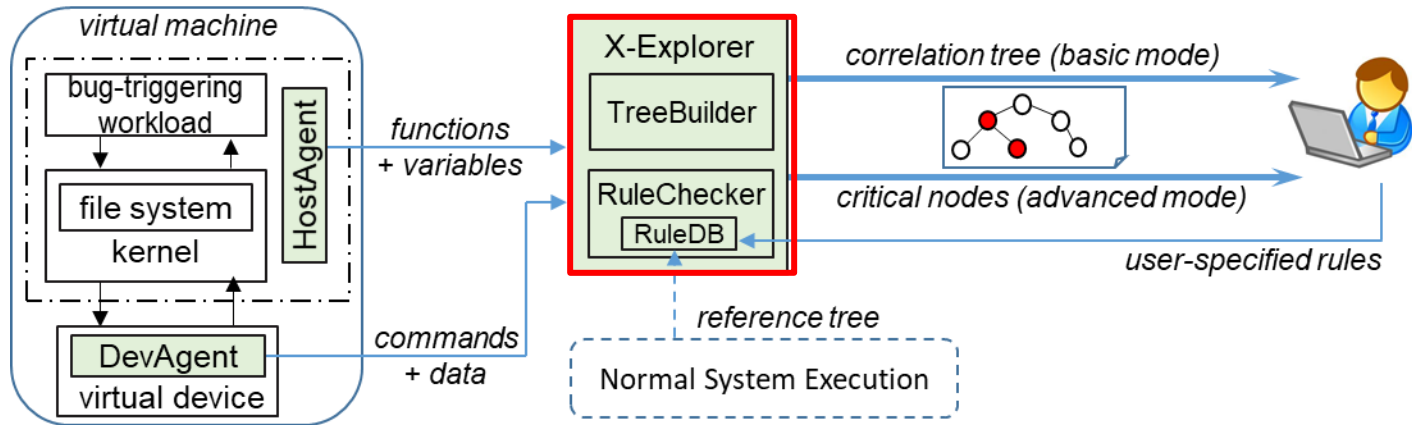 virtual machine
bug-triggering
workload
HostAgent
file system
kernel
DevAgent
virtual device
functions
+ variables
commands
+ data
X-Explorer
TreeBuilder
RuleChecker
RuleDB
reference tree
Normal System Execution
correlation tree (basic mode)
critical nodes (advanced mode)
user-specified rules